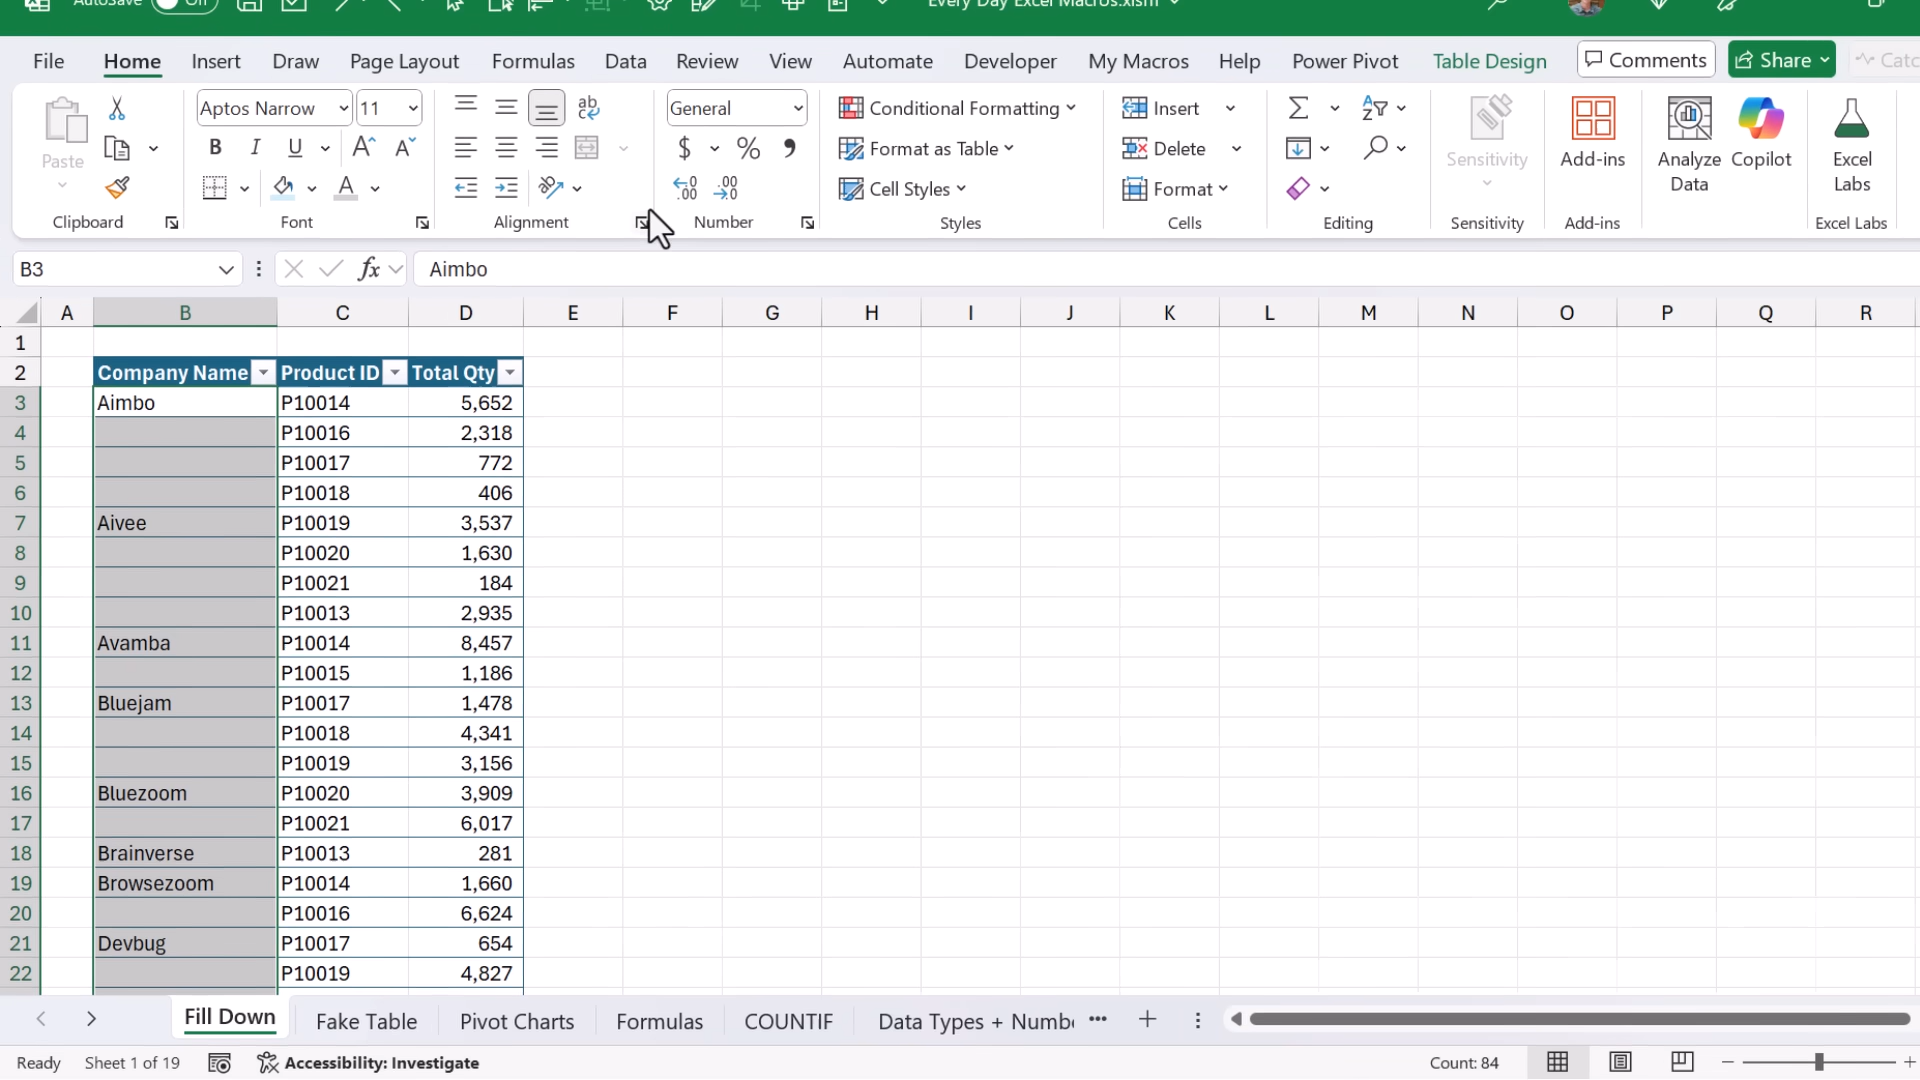 AutoSave Off Every Day Excel Macros.xlsm
File Home Insert Draw Page Layout Formulas Data Review View Automate Developer My Macros Help Power Pivot Table Design Comments Share Catc
Paste
Clipboard
Aptos Narrow 11
B I U A A
A
Font
ab
c
Alignment
General
$ % 9
00 .00
Number
Conditional Formatting
Format as Table
Cell Styles
Styles
Insert
Delete
Format
Cells
Editing
Sensitivity
Sensitivity
Add-ins
Add-ins
Analyze Data
Copilot
Excel Labs
Excel Labs
B3 fx Aimbo
A B C D E F G H I J K L M N O P Q R
1
2 Company Name Product ID Total Qty
3 Aimbo P10014 5,652
4 P10016 2,318
5 P10017 772
6 P10018 406
7 Aivee P10019 3,537
8 P10020 1,630
9 P10021 184
10 P10013 2,935
11 Avamba P10014 8,457
12 P10015 1,186
13 Bluejam P10017 1,478
14 P10018 4,341
15 P10019 3,156
16 Bluezoom P10020 3,909
17 P10021 6,017
18 Brainverse P10013 281
19 Browsezoom P10014 1,660
20 P10016 6,624
21 Devbug P10017 654
22 P10019 4,827
Fill Down Fake Table Pivot Charts Formulas COUNTIF Data Types + Numbe ...
Ready Sheet 1 of 19 Accessibility: Investigate Count: 84